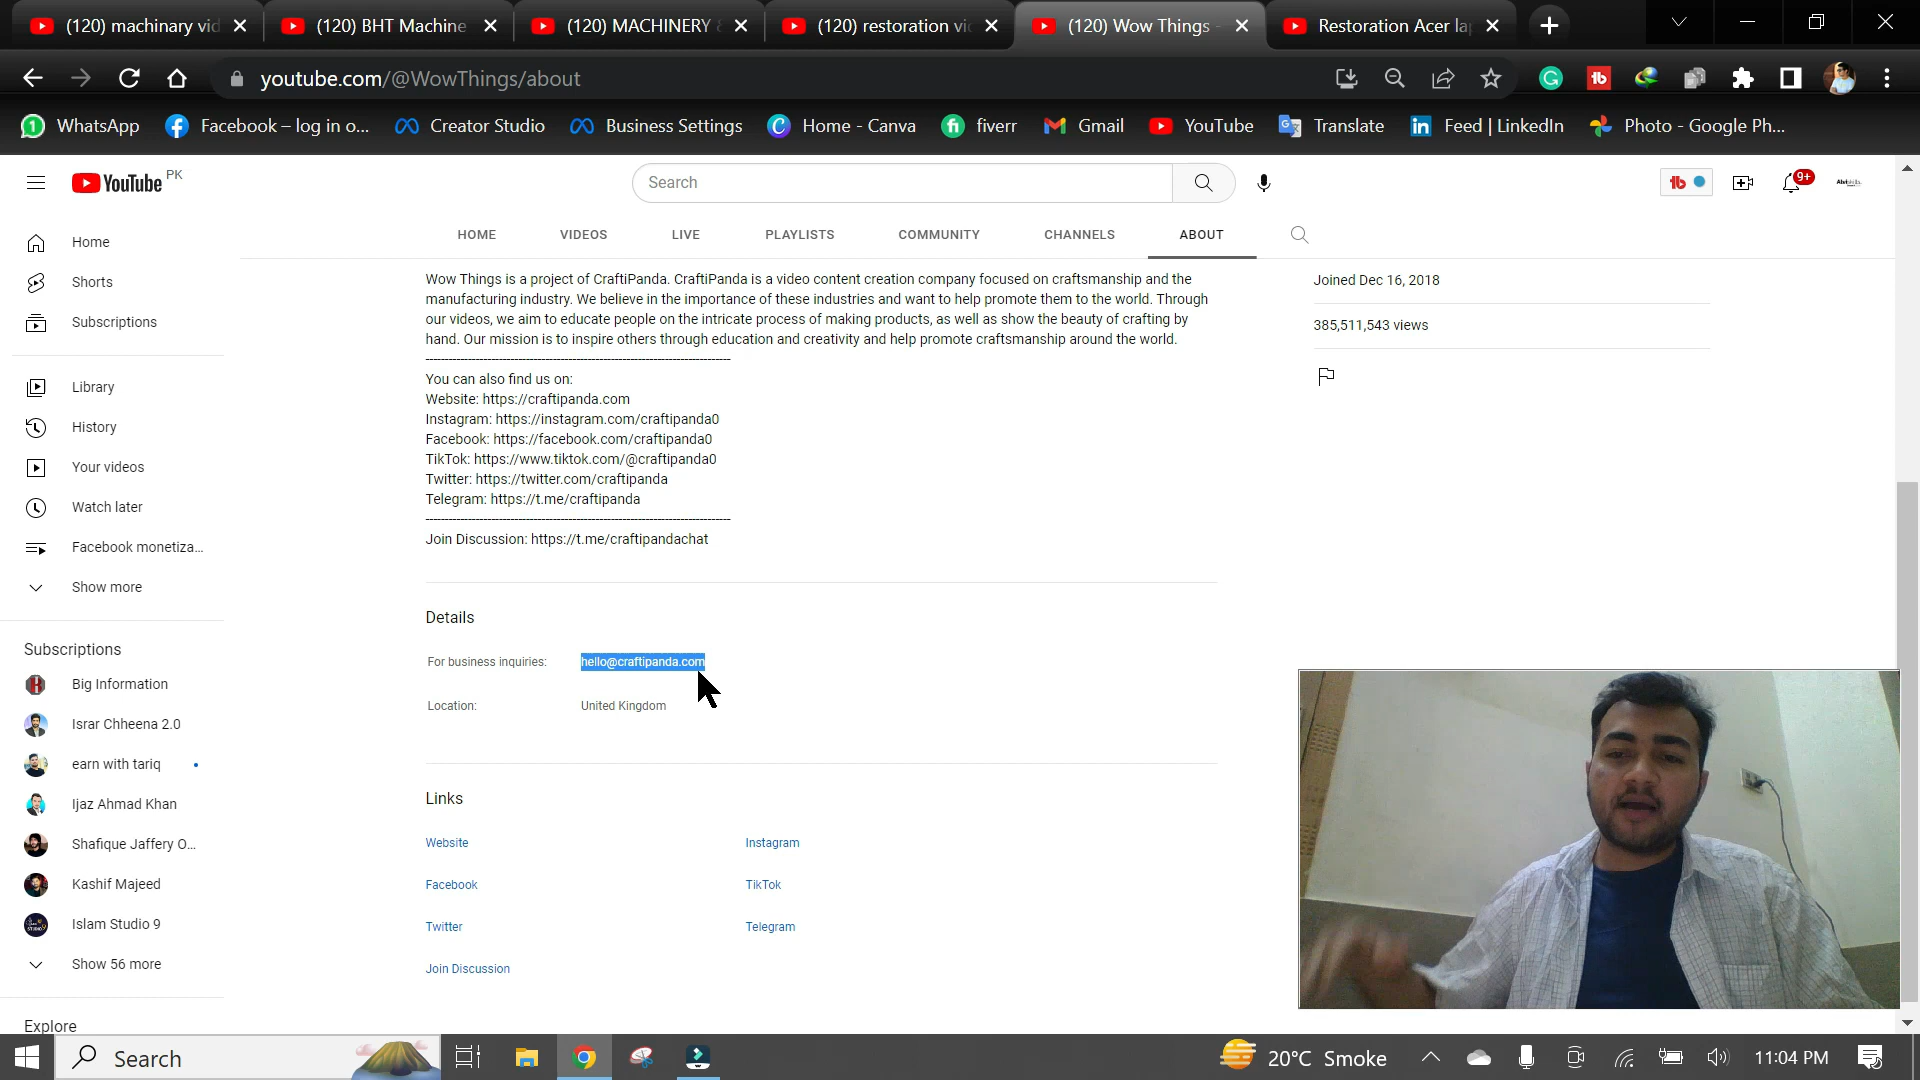 (120) machinary vid
(120) BHT Machine
(120) MACHINERY &
(120) restoration vid
(120) Wow Things -
Restoration Acer lap
youtube.com/@WowThings/about
WhatsApp
Facebook – log in o...
Creator Studio
Business Settings
Home - Canva
fiverr
Gmail
YouTube
Translate
Feed | LinkedIn
Photo - Google Ph...
YouTube PK
Search
9+
HOME
VIDEOS
LIVE
PLAYLISTS
COMMUNITY
CHANNELS
ABOUT
Home
Shorts
Subscriptions
Library
History
Your videos
Watch later
Facebook monetiza...
Show more
Subscriptions
Big Information
Israr Chheena 2.0
earn with tariq
Ijaz Ahmad Khan
Shafique Jaffery O...
Kashif Majeed
Islam Studio 9
Show 56 more
Explore
Wow Things is a project of CraftiPanda. CraftiPanda is a video content creation company focused on craftsmanship and the
manufacturing industry. We believe in the importance of these industries and want to help promote them to the world. Through
our videos, we aim to educate people on the intricate process of making products, as well as show the beauty of crafting by
hand. Our mission is to inspire others through education and creativity and help promote craftsmanship around the world.
--------------------------------------------------------------------------------
You can also find us on:
Website: https://craftipanda.com
Instagram: https://instagram.com/craftipanda0
Facebook: https://facebook.com/craftipanda0
TikTok: https://www.tiktok.com/@craftipanda0
Twitter: https://twitter.com/craftipanda
Telegram: https://t.me/craftipanda
--------------------------------------------------------------------------------
Join Discussion: https://t.me/craftipandachat
Details
For business inquiries: hello@craftipanda.com
Location: United Kingdom
Links
Website
Instagram
Facebook
TikTok
Twitter
Telegram
Join Discussion
Joined Dec 16, 2018
385,511,543 views
Search
20°C Smoke
11:04 PM